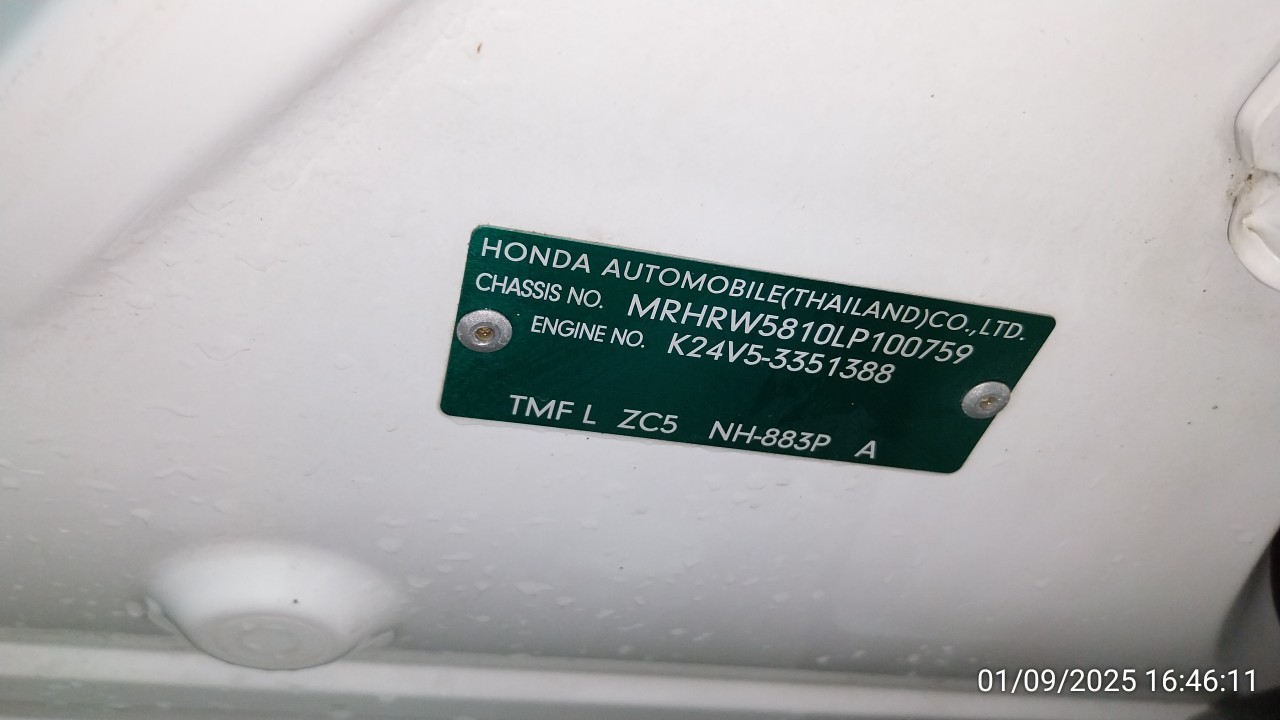 HONDA AUTOMOBILE(THAILAND)CO.,LTD.
CHASSIS NO. MRHRW5810LP100759
ENGINE NO. K24V5-3351388
TMF L ZC5 NH-883P A
01/09/2025 16:46:11